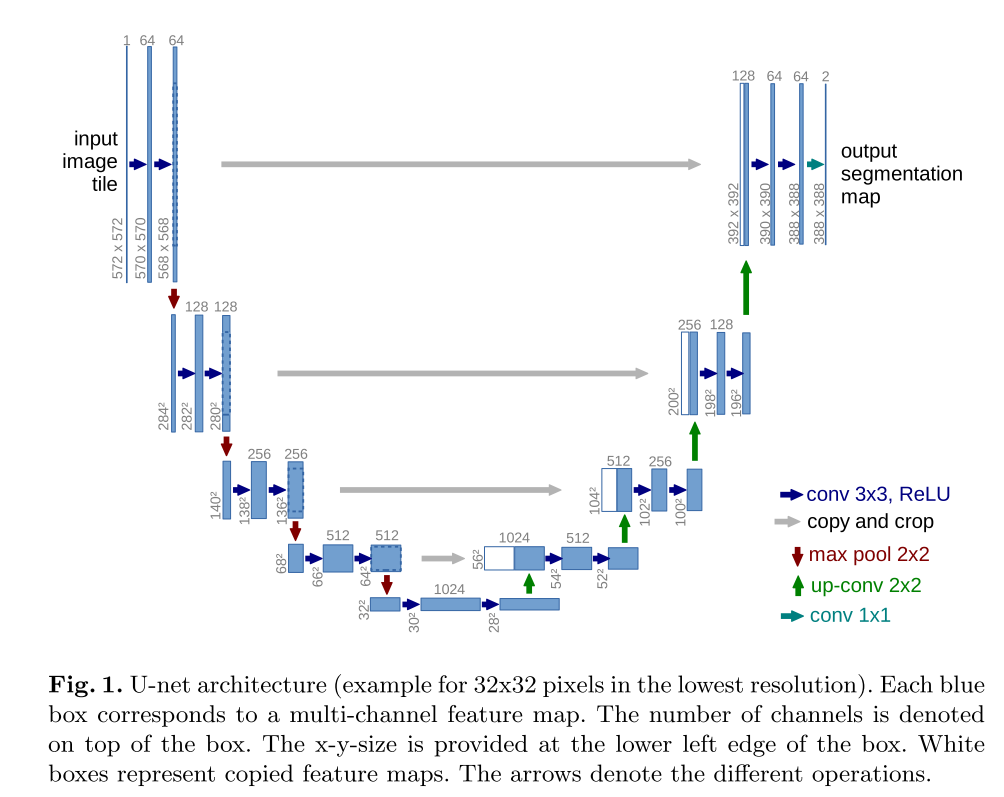 1 64 64
128 64 64 2
input
image
tile
output
segmentation
map
572 x 572
570 x 570
568 x 568
392 x 392
390 x 390
388 x 388
388 x 388
128 128
256 128
284²
282²
280²
200²
198²
196²
256 256
512 256
140²
138²
136²
104²
102²
100²
512 512
1024 512
68²
66²
64²
56²
54²
52²
1024
32²
30²
28²
conv 3x3, ReLU
copy and crop
max pool 2x2
up-conv 2x2
conv 1x1
Fig. 1. U-net architecture (example for 32x32 pixels in the lowest resolution). Each blue
box corresponds to a multi-channel feature map. The number of channels is denoted
on top of the box. The x-y-size is provided at the lower left edge of the box. White
boxes represent copied feature maps. The arrows denote the different operations.